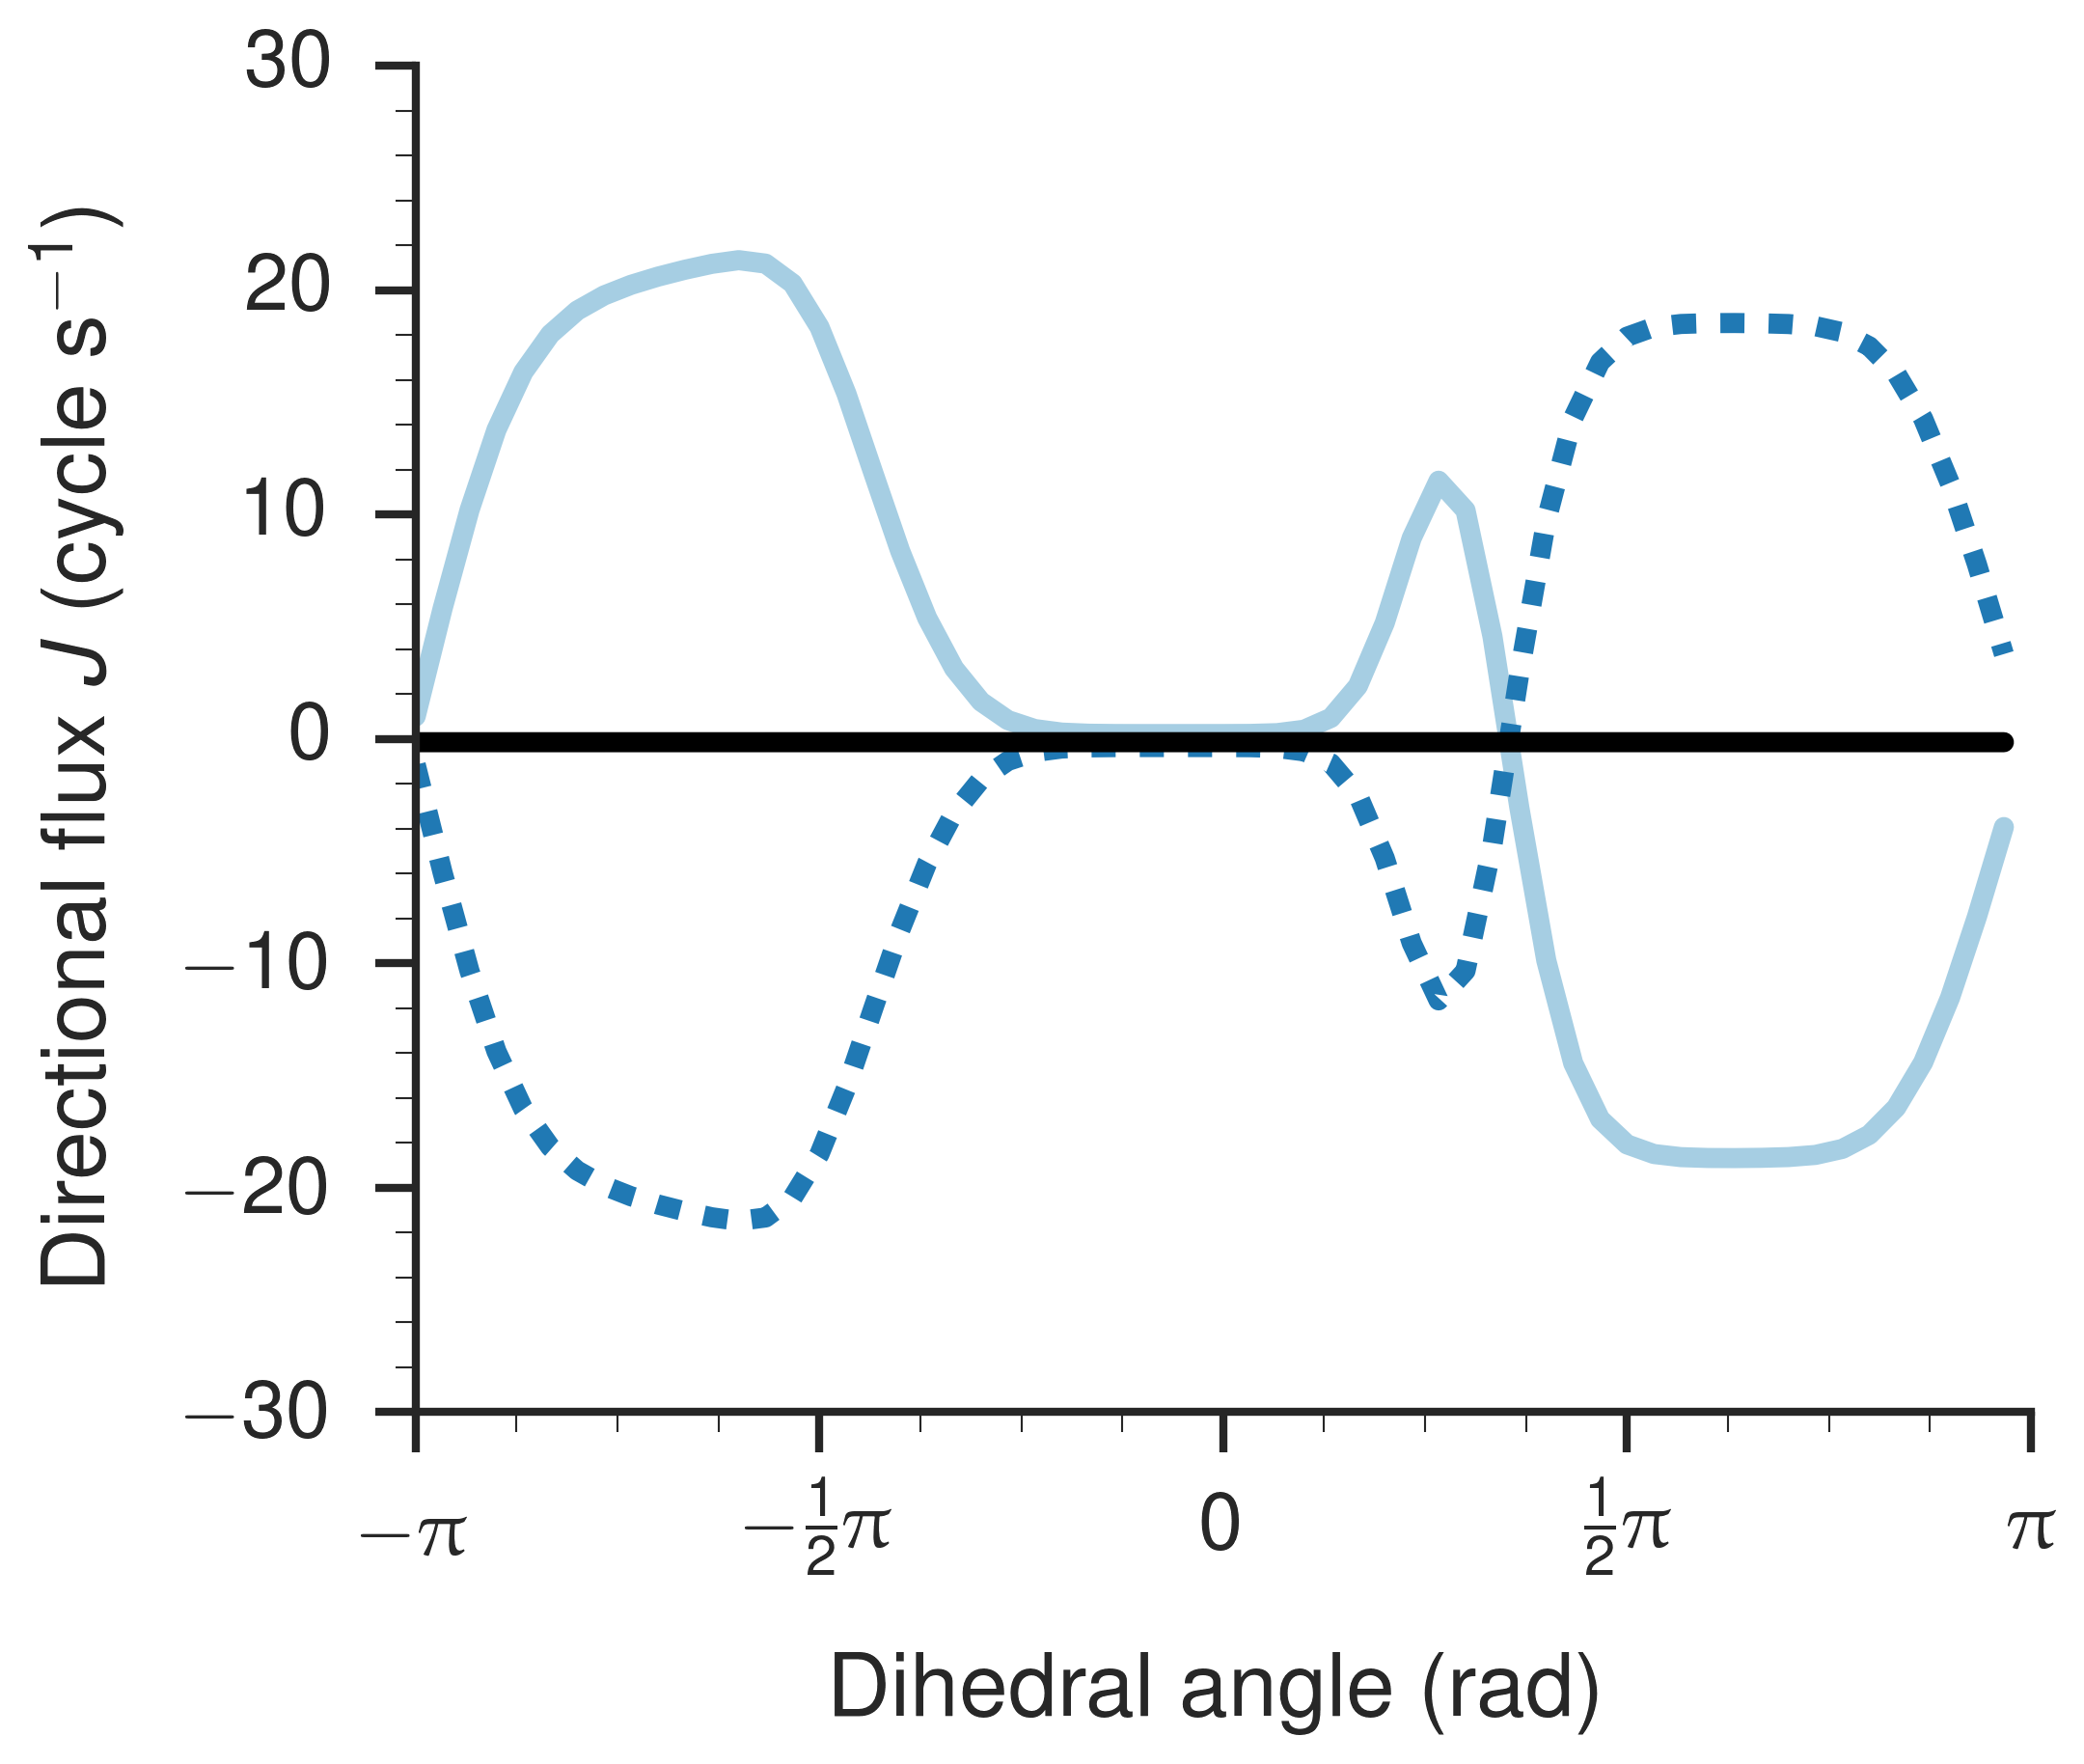 Directional flux J (cycle s⁻¹)
30
20
10
0
−10
−20
−30
−π
−1/2π
0
1/2π
π
Dihedral angle (rad)